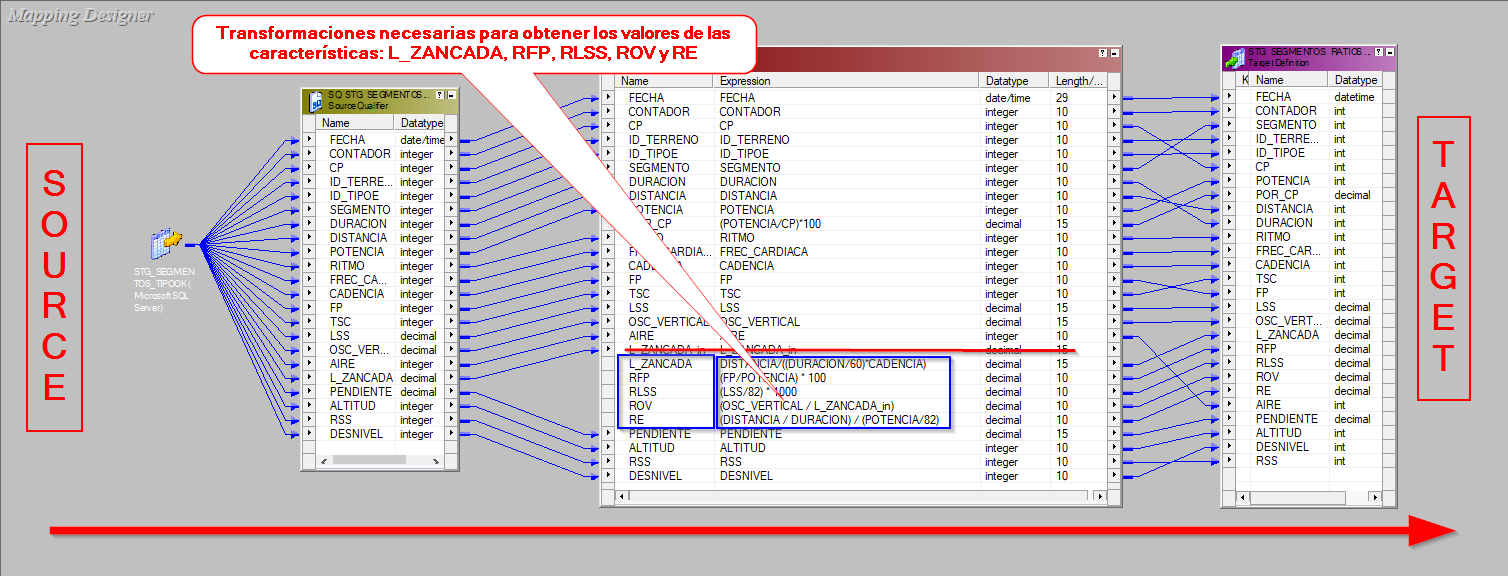 Mapping Designer
Transformaciones necesarias para obtener los valores de las
características: L_ZANCADA, RFP, RLSS, ROV y RE
SOURCE
STG_SEGMEN
TOS_TIPOOK (
Microsoft SQL
Server)
SQ STG SEGMENTOS...
Source Qualifier
Name Datatype
FECHA date/time
CONTADOR integer
CP integer
ID_TERRE... integer
ID_TIPOE integer
SEGMENTO integer
DURACION integer
DISTANCIA integer
POTENCIA integer
RITMO integer
FREC_CA... integer
CADENCIA integer
FP integer
TSC integer
LSS decimal
OSC_VER... decimal
AIRE integer
L_ZANCADA decimal
PENDIENTE decimal
ALTITUD integer
RSS integer
DESNIVEL integer
Name Expression Datatype Length/...
FECHA FECHA date/time 29
CONTADOR CONTADOR integer 10
CP CP integer 10
ID_TERRENO ID_TERRENO integer 10
ID_TIPOE ID_TIPOE integer 10
SEGMENTO SEGMENTO integer 10
DURACION DURACION integer 10
DISTANCIA DISTANCIA integer 10
POTENCIA POTENCIA integer 10
(POTENCIA/CP)*100 decimal 15
RITMO integer 10
FREC_CARDIACA integer 10
CADENCIA CADENCIA integer 10
FP FP integer 10
TSC TSC integer 10
LSS LSS decimal 15
OSC_VERTICAL OSC_VERTICAL decimal 15
AIRE AIRE integer 10
L_ZANCADA_in L_ZANCADA_in decimal 15
L_ZANCADA DISTANCIA/((DURACION/60)*CADENCIA) decimal 10
RFP (FP/POTENCIA) * 100 decimal 10
RLSS (LSS/82) * 1000 decimal 10
ROV (OSC_VERTICAL / L_ZANCADA_in) decimal 10
RE (DISTANCIA / DURACION) / (POTENCIA/82) decimal 10
PENDIENTE PENDIENTE decimal 15
ALTITUD ALTITUD integer 10
RSS RSS integer 10
DESNIVEL DESNIVEL integer 10
STG SEGMENTOS RATIOS ...
Target Definition
K Name Datatype
FECHA datetime
CONTADOR int
SEGMENTO int
ID_TERRE... int
ID_TIPOE int
CP int
POTENCIA int
POR_CP decimal
DISTANCIA int
DURACION int
RITMO int
FREC_CAR... int
CADENCIA int
TSC int
FP int
LSS decimal
OSC_VERT... decimal
L_ZANCADA decimal
RFP decimal
RLSS decimal
ROV decimal
RE decimal
AIRE int
PENDIENTE decimal
ALTITUD int
DESNIVEL int
RSS int
TARGET